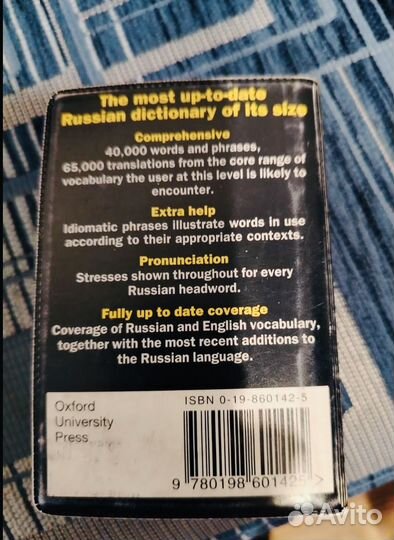 The most up-to-date
Russian dictionary of its size
Comprehensive
40,000 words and phrases,
65,000 translations from the core range of
vocabulary the user at this level is likely to
encounter.
Extra help
Idiomatic phrases illustrate words in use
according to their appropriate contexts.
Pronunciation
Stresses shown throughout for every
Russian headword.
Fully up to date coverage
Coverage of Russian and English vocabulary,
together with the most recent additions to
the Russian language.
Oxford
University
Press
ISBN 0-19-860142-5
9 780198 601425 >
Avito